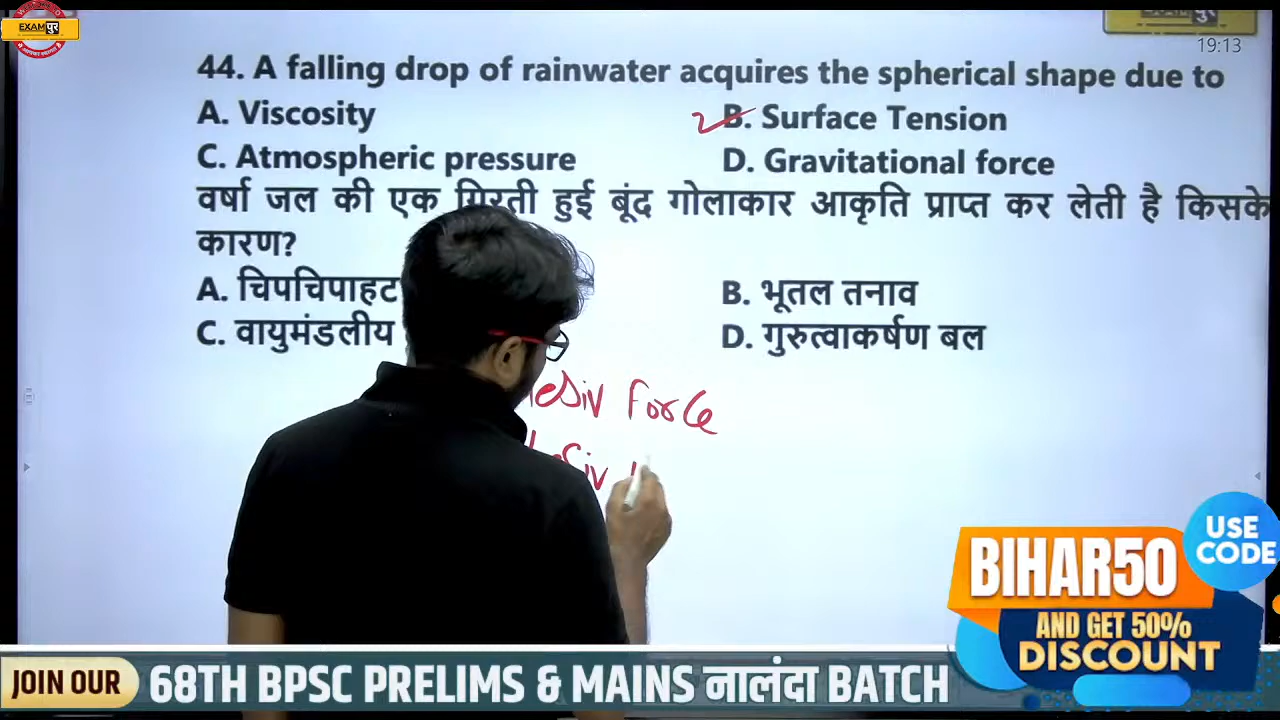 EXAM पुर
पुर
19:13
44. A falling drop of rainwater acquires the spherical shape due to
A. Viscosity
B. Surface Tension
C. Atmospheric pressure
D. Gravitational force
वर्षा जल की एक गिरती हुई बूंद गोलाकार आकृति प्राप्त कर लेती है किसके
कारण?
A. चिपचिपाहट
B. भूतल तनाव
C. वायुमंडलीय
D. गुरुत्वाकर्षण बल
esiv force
USE
CODE
BIHAR50
AND GET 50%
DISCOUNT
JOIN OUR
68TH BPSC PRELIMS & MAINS नालंदा BATCH